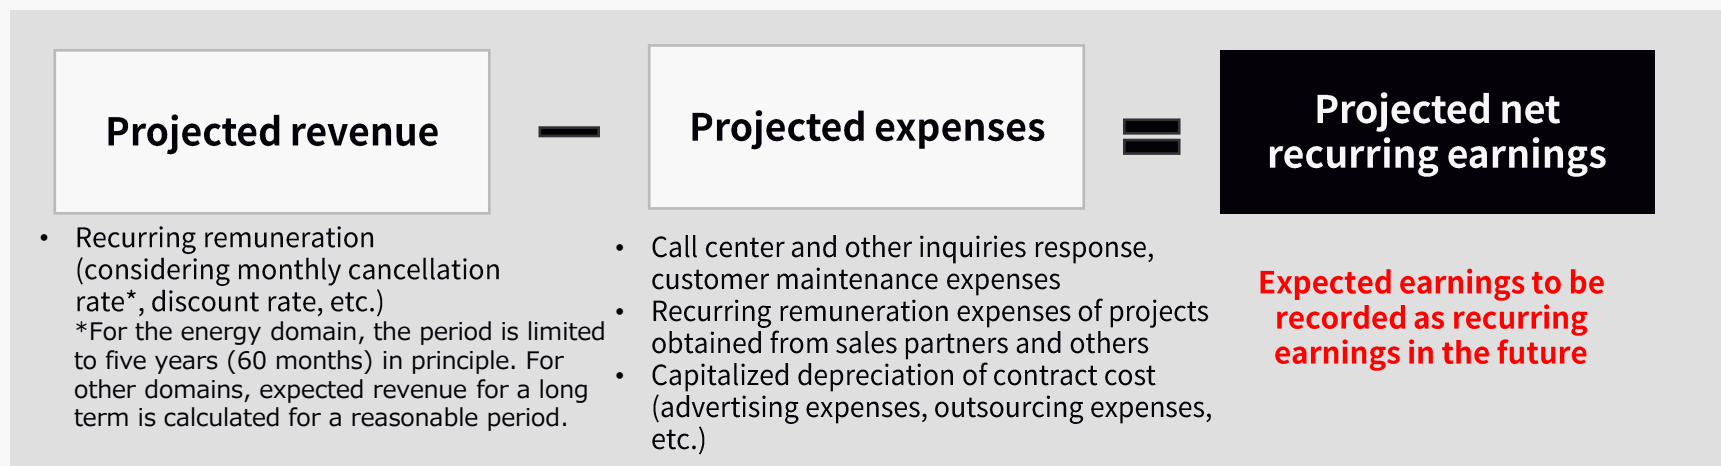 Projected revenue
Projected expenses
Projected net
recurring earnings
• Recurring remuneration
(considering monthly cancellation
rate*, discount rate, etc.)
*For the energy domain, the period is limited
to five years (60 months) in principle. For
other domains, expected revenue for a long
term is calculated for a reasonable period.
• Call center and other inquiries response,
customer maintenance expenses
• Recurring remuneration expenses of projects
obtained from sales partners and others
• Capitalized depreciation of contract cost
(advertising expenses, outsourcing expenses,
etc.)
Expected earnings to be
recorded as recurring
earnings in the future